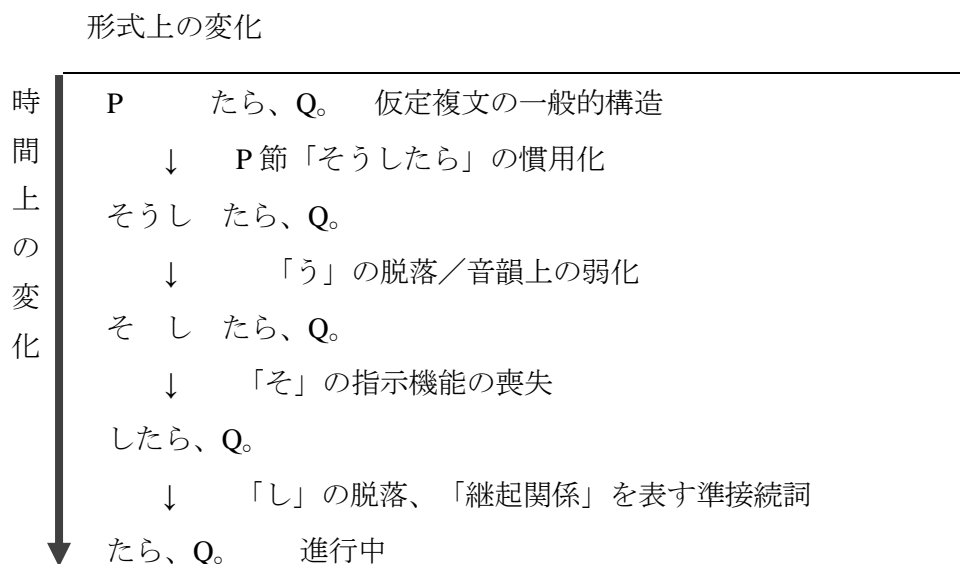 形式上の変化
時間上の変化
P たら、Q。 仮定複文の一般的構造
↓ P節「そうしたら」の慣用化
そうし たら、Q。
↓ 「う」の脱落／音韻上の弱化
そ し たら、Q。
↓ 「そ」の指示機能の喪失
したら、Q。
↓ 「し」の脱落、「継起関係」を表す準接続詞
たら、Q。 進行中